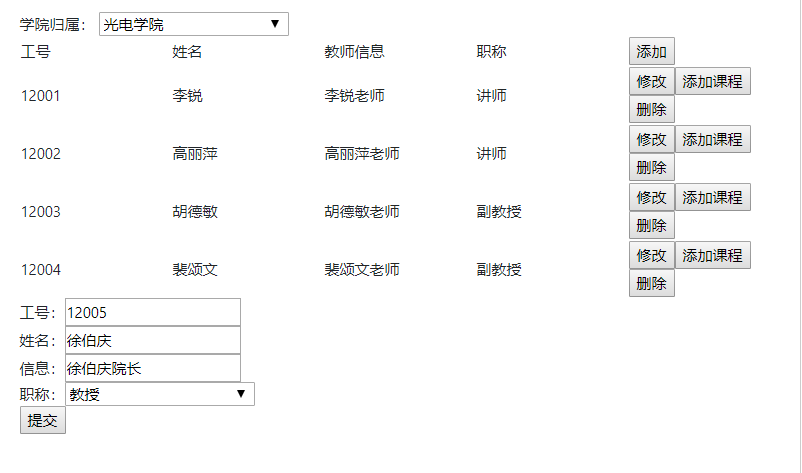 学院归属： 光电学院
工号 姓名 教师信息 职称 添加
12001 李锐 李锐老师 讲师 修改 添加课程
删除
12002 高丽萍 高丽萍老师 讲师 修改 添加课程
删除
12003 胡德敏 胡德敏老师 副教授 修改 添加课程
删除
12004 裴颂文 裴颂文老师 副教授 修改 添加课程
删除
工号： 12005
姓名： 徐伯庆
信息： 徐伯庆院长
职称： 教授
提交